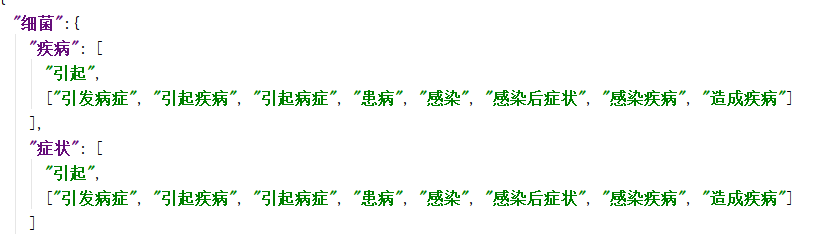 {
"细菌":{
"疾病": [
"引起",
["引发病症", "引起疾病", "引起病症", "患病", "感染", "感染后症状", "感染疾病", "造成疾病"]
],
"症状": [
"引起",
["引发病症", "引起疾病", "引起病症", "患病", "感染", "感染后症状", "感染疾病", "造成疾病"]
]